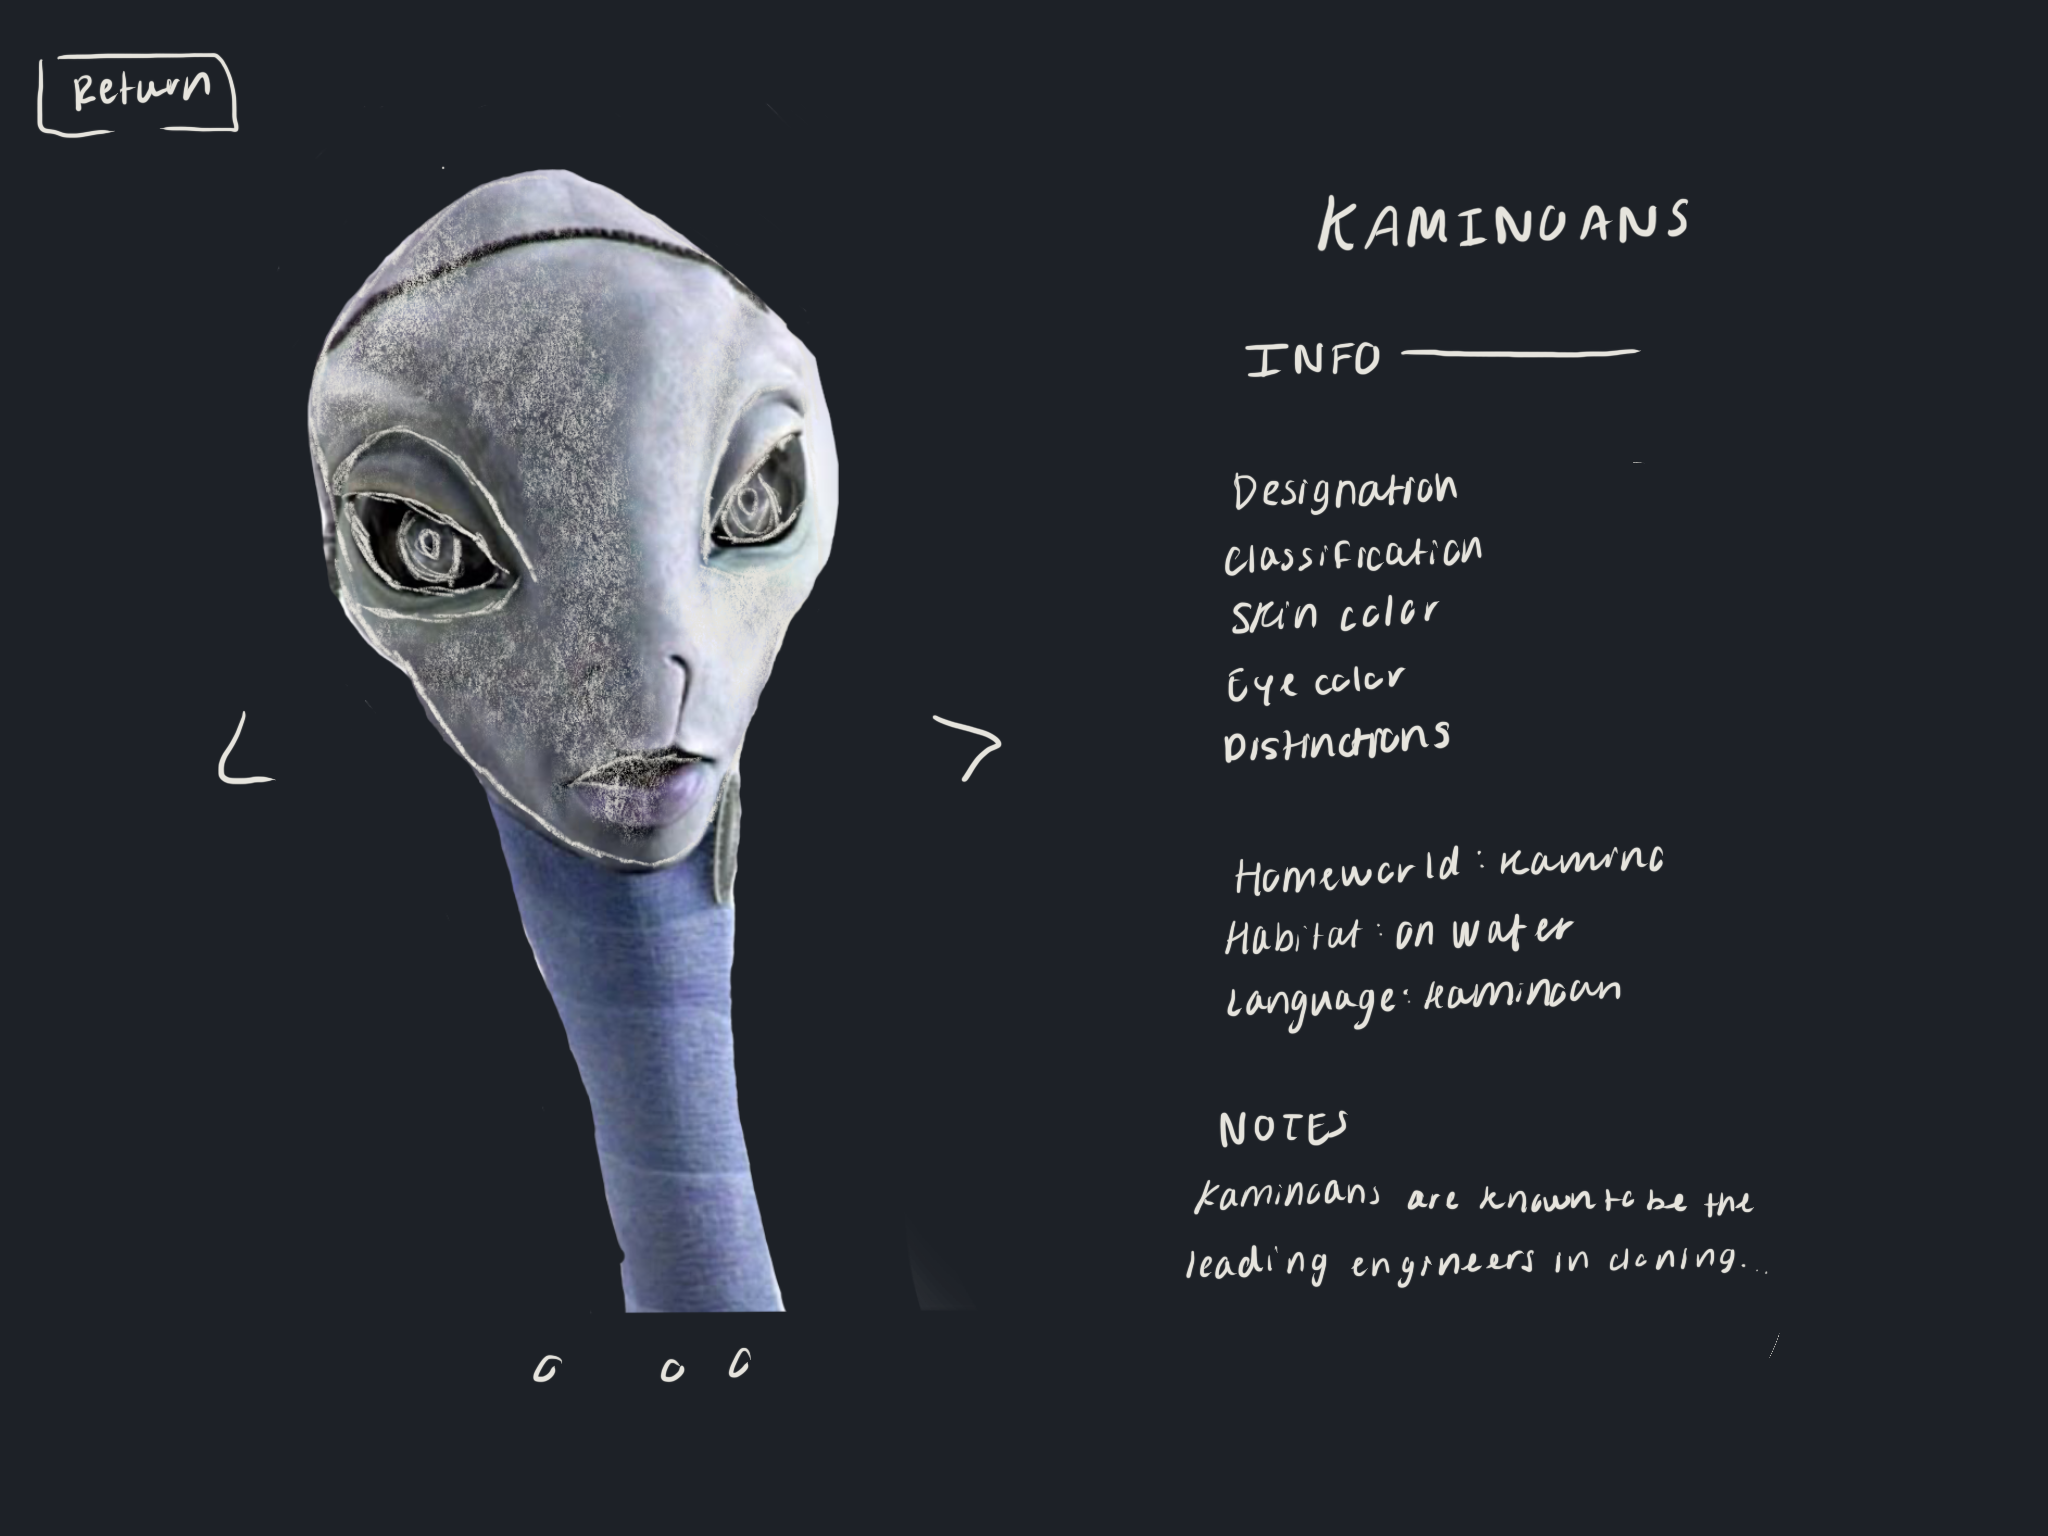 Return
KAMINOANS
INFO
Designation
Classification
Skin color
Eye color
Distinctions
Homeworld: Kamino
Habitat: on water
Language: Kaminoan
NOTES
Kaminoans are known to be the
leading engineers in cloning...